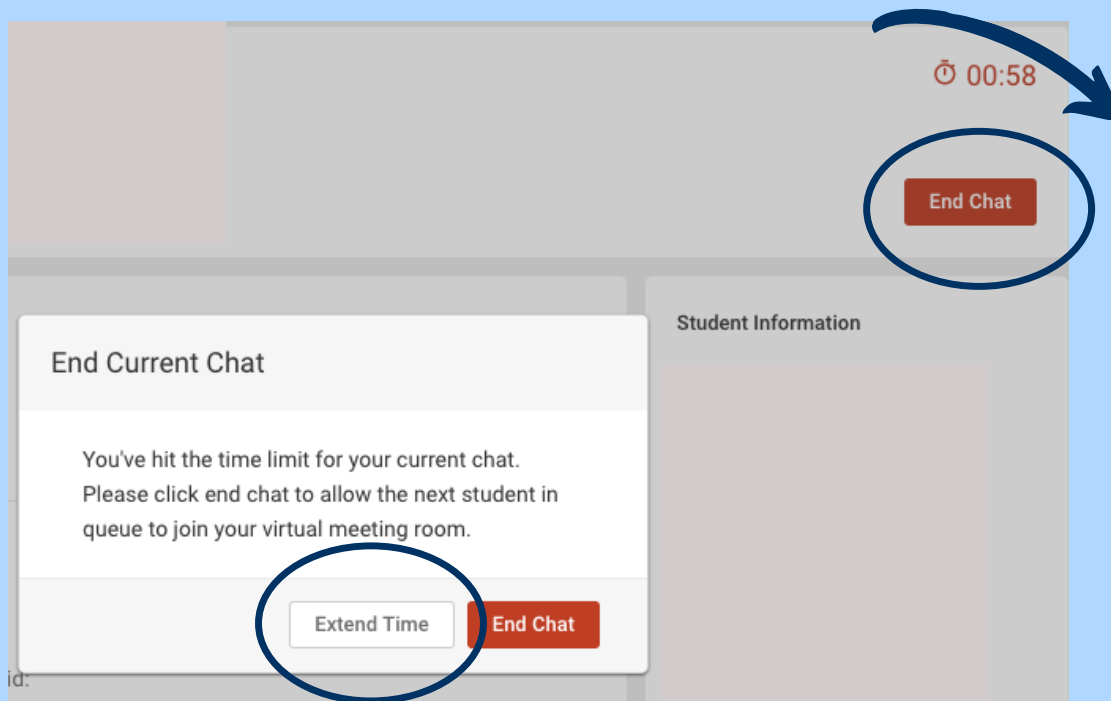 00:58
End Chat
Student Information
End Current Chat
You've hit the time limit for your current chat.
Please click end chat to allow the next student in
queue to join your virtual meeting room.
Extend Time
End Chat
id: